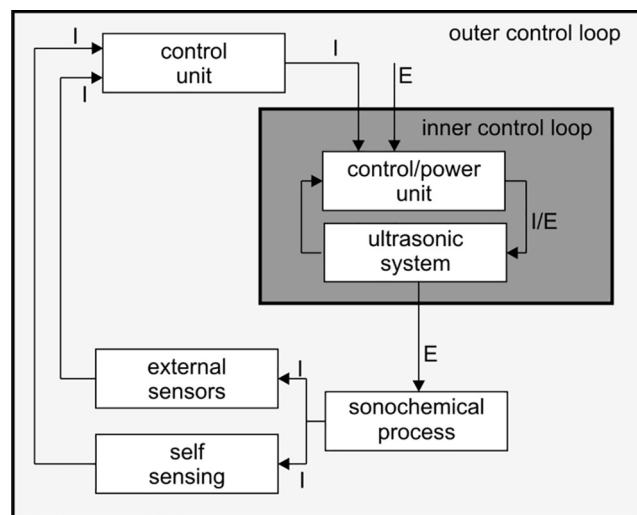 outer control loop
I
control
unit
I
I
E
inner control loop
control/power
unit
I/E
ultrasonic
system
E
external
sensors
I
sonochemical
process
self
sensing
I